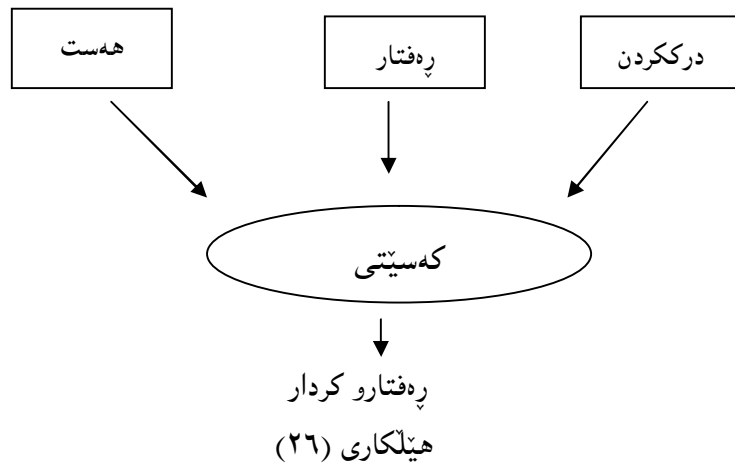 درککردن
ڕەفتار
هەست
کەسێتی
ڕەفتارو کردار
هێڵکاری (٢٦)